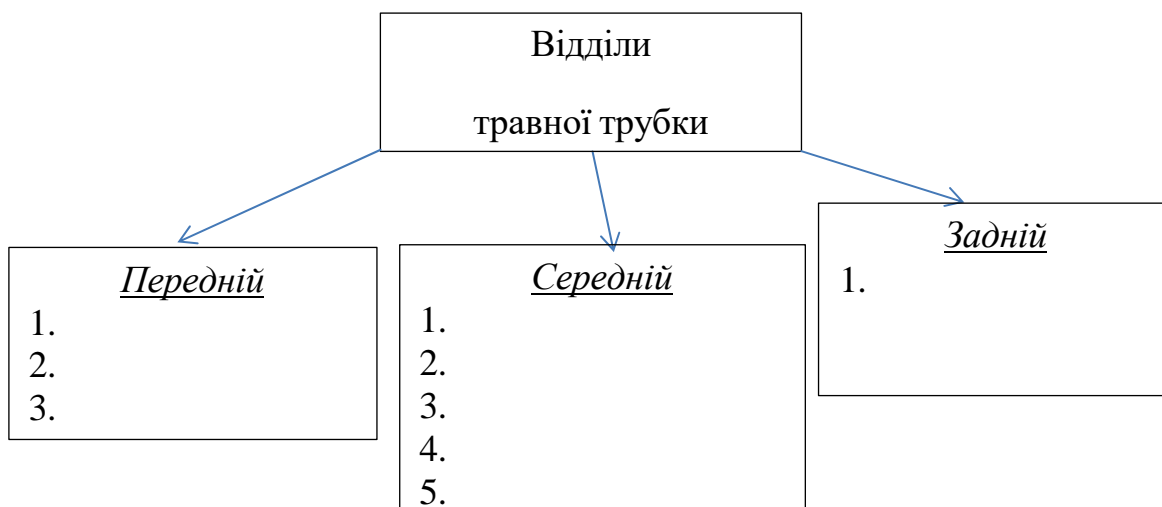 Відділи
травної трубки
Передній
1.
2.
3.
Середній
1.
2.
3.
4.
5.
Задній
1.